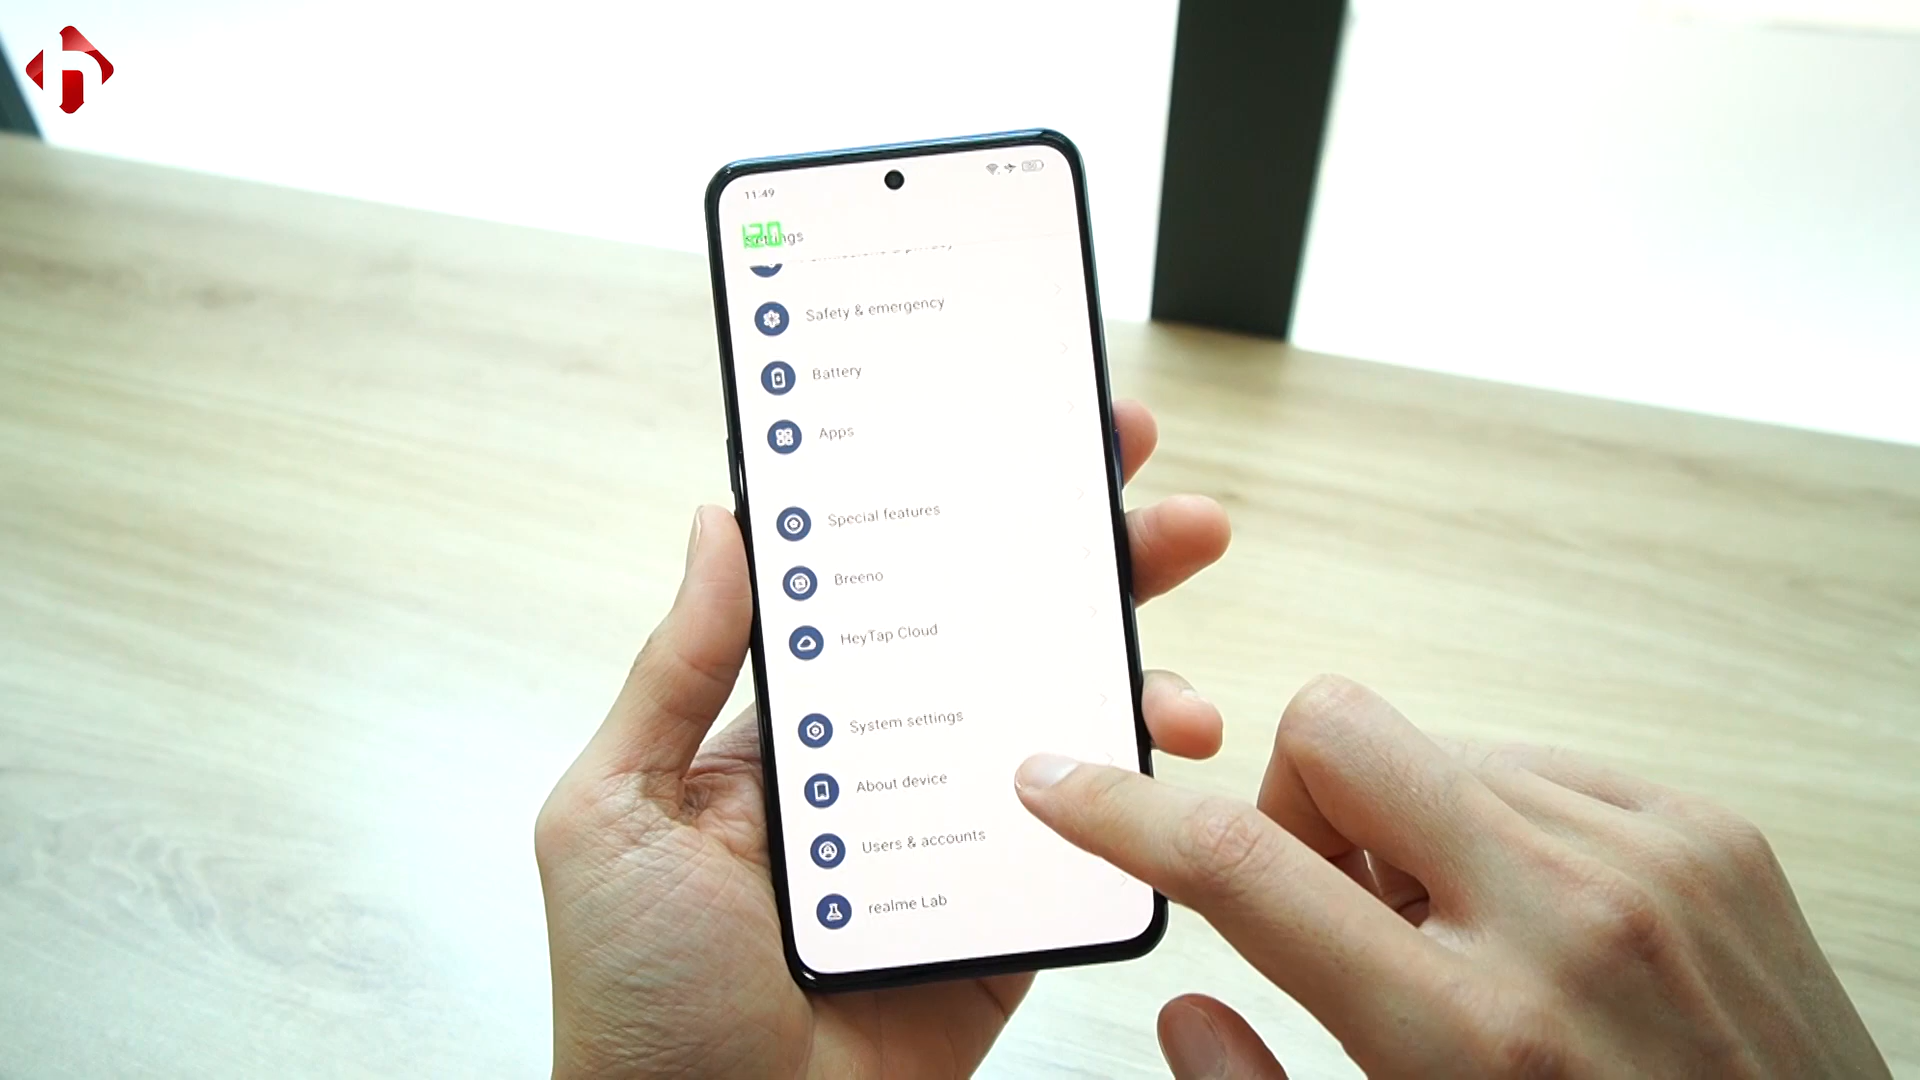 11:49
120
Settings
Safety & emergency
Battery
Apps
Special features
Breeno
HeyTap Cloud
System settings
About device
Users & accounts
realme Lab